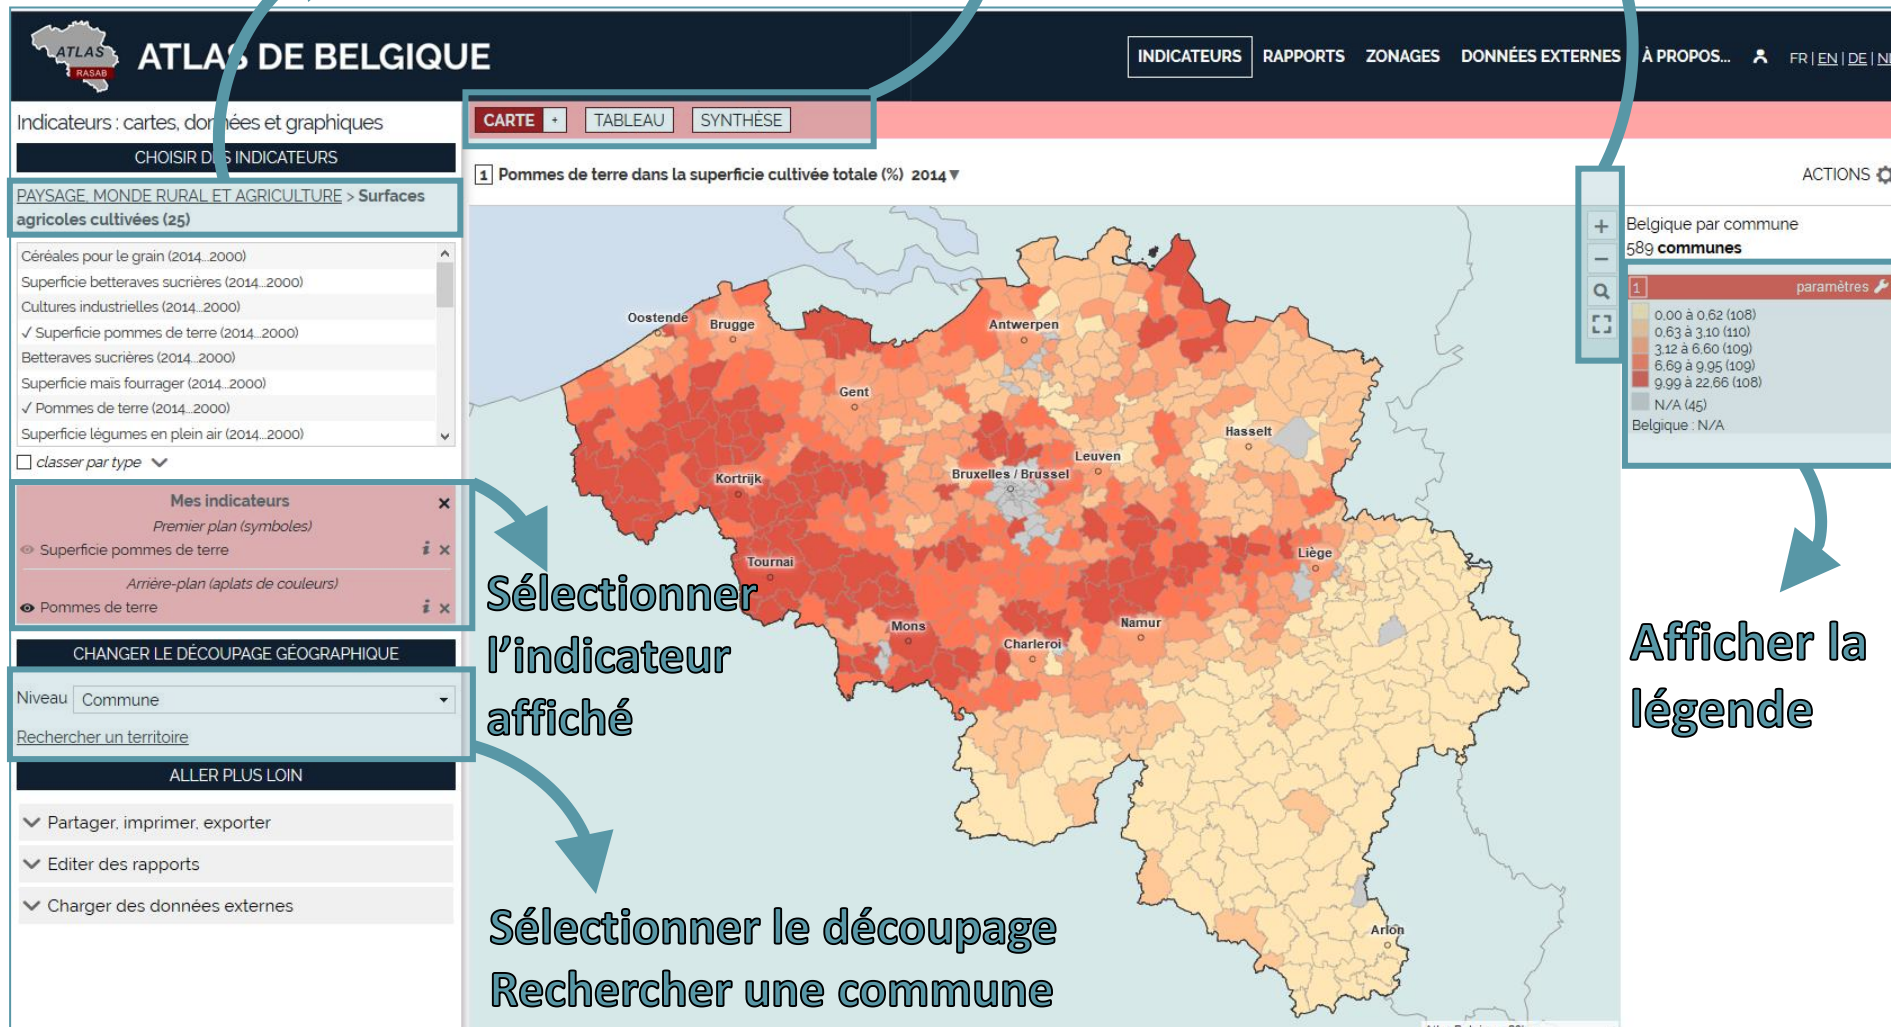 ATLAS
RASAB
ATLAS DE BELGIQUE
INDICATEURS RAPPORTS ZONAGES DONNÉES EXTERNES À PROPOS... FR | EN | DE |
Indicateurs : cartes, données et graphiques
CHOISIR DES INDICATEURS
PAYSAGE, MONDE RURAL ET AGRICULTURE > Surfaces
agricoles cultivées (25)
Céréales pour le grain (2014...2000)
Superficie betteraves sucrières (2014...2000)
Cultures industrielles (2014...2000)
✓ Superficie pommes de terre (2014...2000)
Betteraves sucrières (2014...2000)
Superficie maïs fourrager (2014...2000)
✓ Pommes de terre (2014...2000)
Superficie légumes en plein air (2014...2000)
classer par type
Mes indicateurs
Premier plan (symboles)
Superficie pommes de terre i x
Arrière-plan (aplats de couleurs)
Pommes de terre i x
CHANGER LE DÉCOUPAGE GÉOGRAPHIQUE
Niveau Commune
Rechercher un territoire
ALLER PLUS LOIN
Partager, imprimer, exporter
Editer des rapports
Charger des données externes
CARTE + TABLEAU SYNTHÈSE
1 Pommes de terre dans la superficie cultivée totale (%) 2014
Oostende
Brugge
Antwerpen
Gent
Hasselt
Leuven
Bruxelles / Brussel
Kortrijk
Liège
Tournai
Mons
Namur
Charleroi
Arlon
Sélectionner
l'indicateur
affiché
Sélectionner le découpage
Rechercher une commune
ACTIONS
Belgique par commune
589 communes
1 paramètres
0,00 à 0,62 (108)
0,63 à 3,10 (110)
3,12 à 6,60 (109)
6,69 à 9,95 (109)
9,99 à 22,66 (108)
N/A (45)
Belgique : N/A
Afficher la
légende